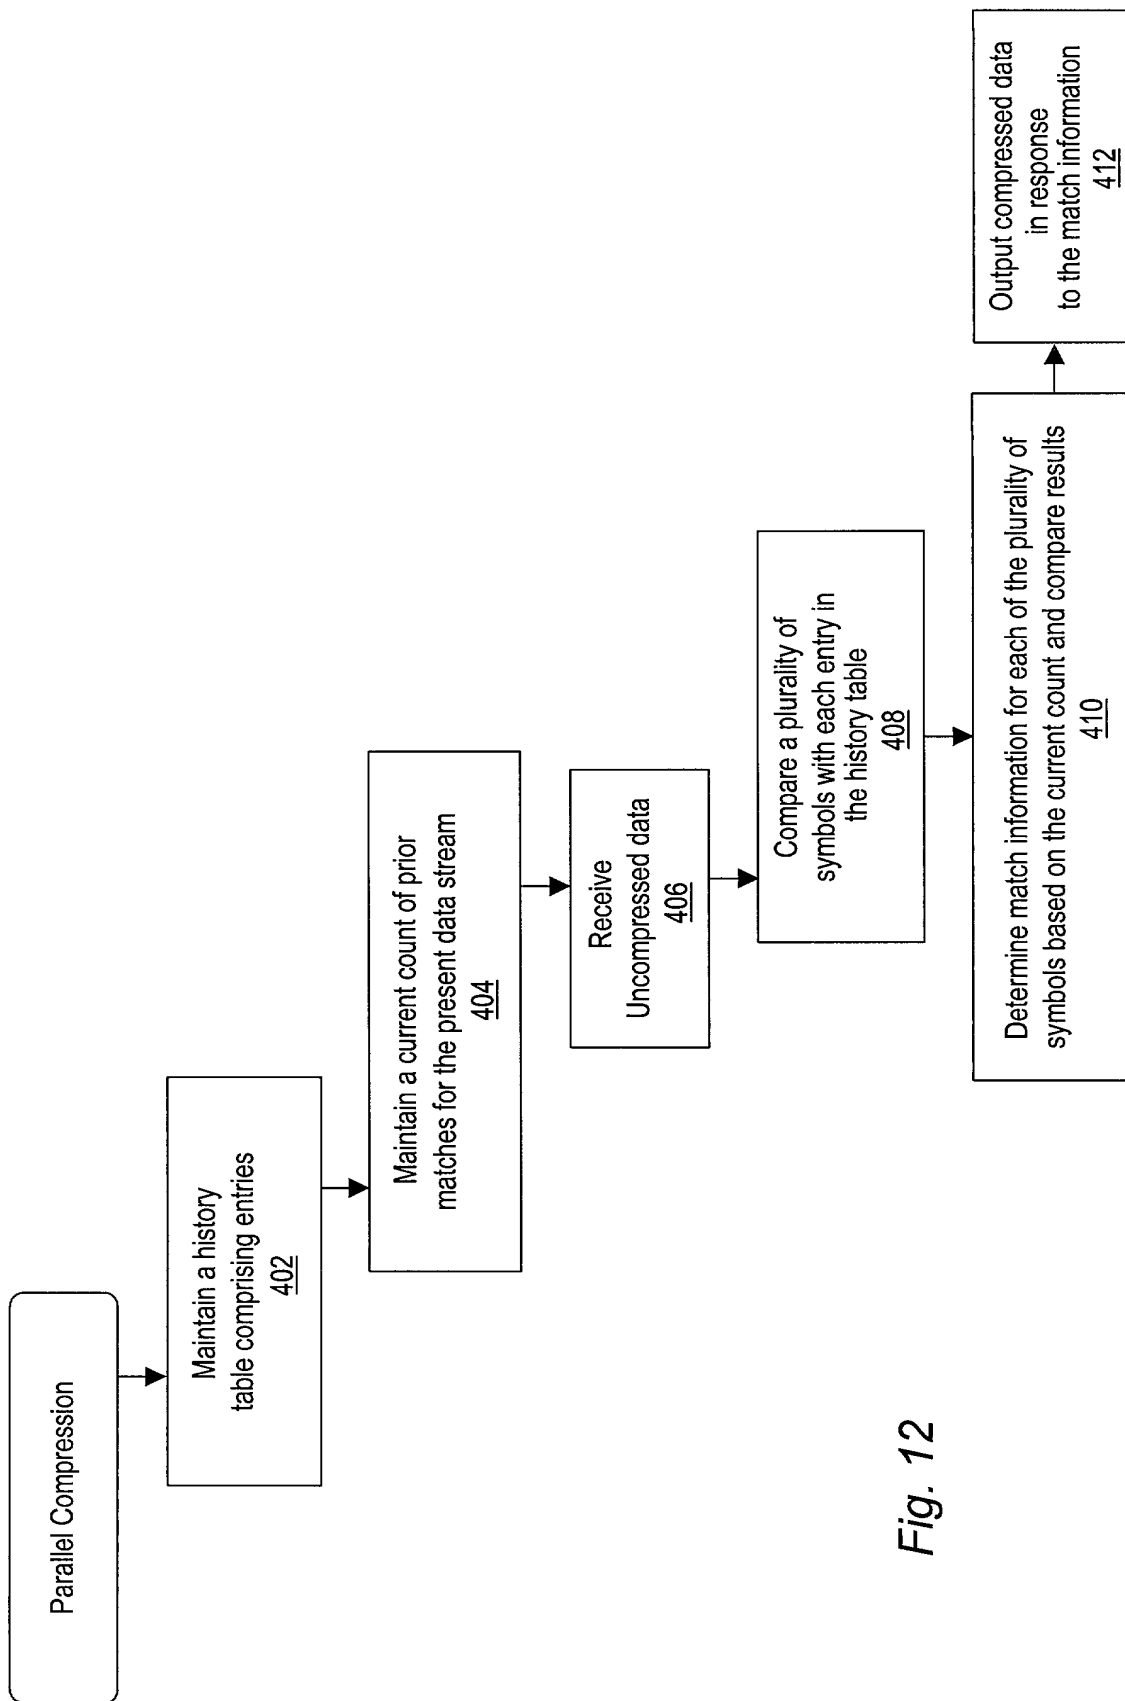 Parallel Compression
Maintain a history
table comprising entries
402
Maintain a current count of prior
matches for the present data stream
404
Receive
Uncompressed data
406
Compare a plurality of
symbols with each entry in
the history table
408
Determine match information for each of the plurality of
symbols based on the current count and compare results
410
Output compressed data
in response
to the match information
412
Fig. 12